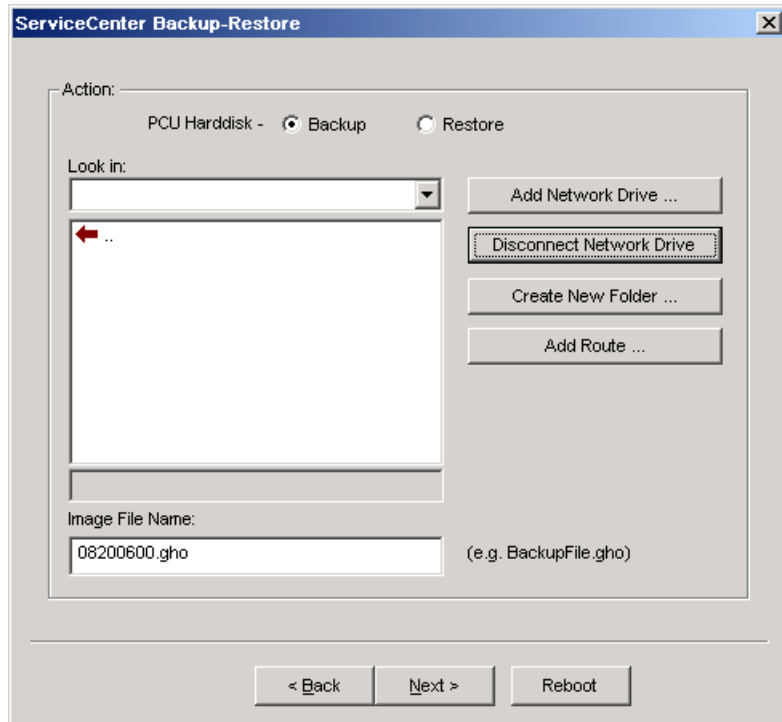 ServiceCenter Backup-Restore
Action:
PCU Harddisk - Backup Restore
Look in:
Add Network Drive ...
..
Disconnect Network Drive
Create New Folder ...
Add Route ...
Image File Name:
08200600.gho (e.g. BackupFile.gho)
< Back Next > Reboot